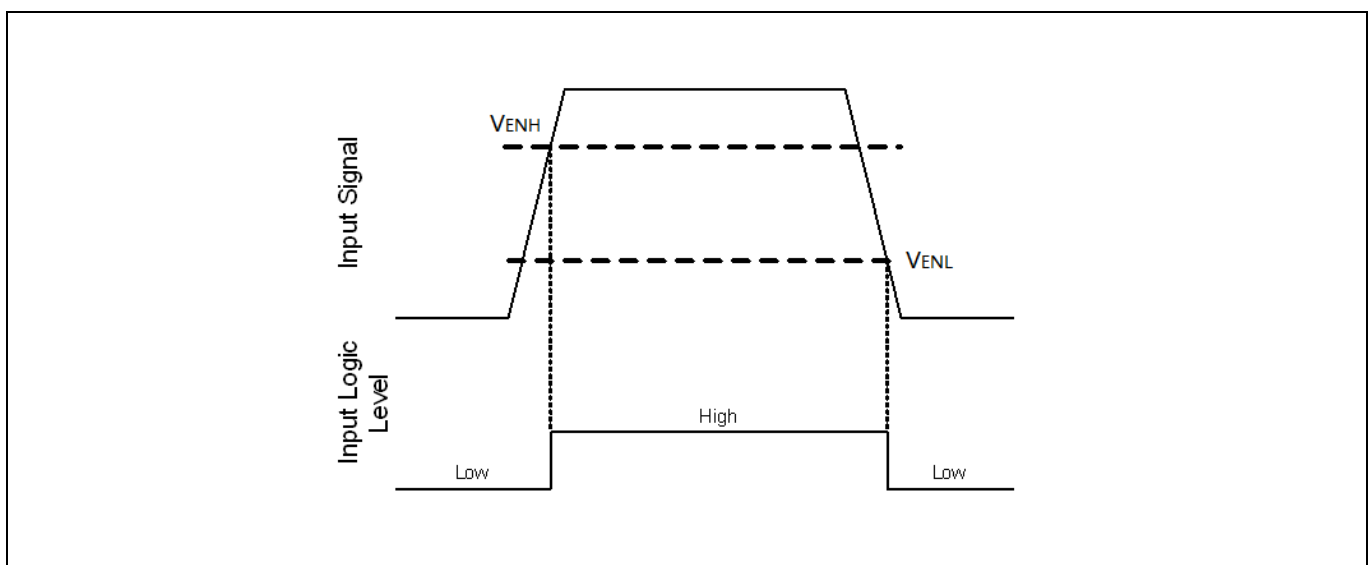 VENH
Input Signal
VENL
Input Logic
Level
High
Low
Low